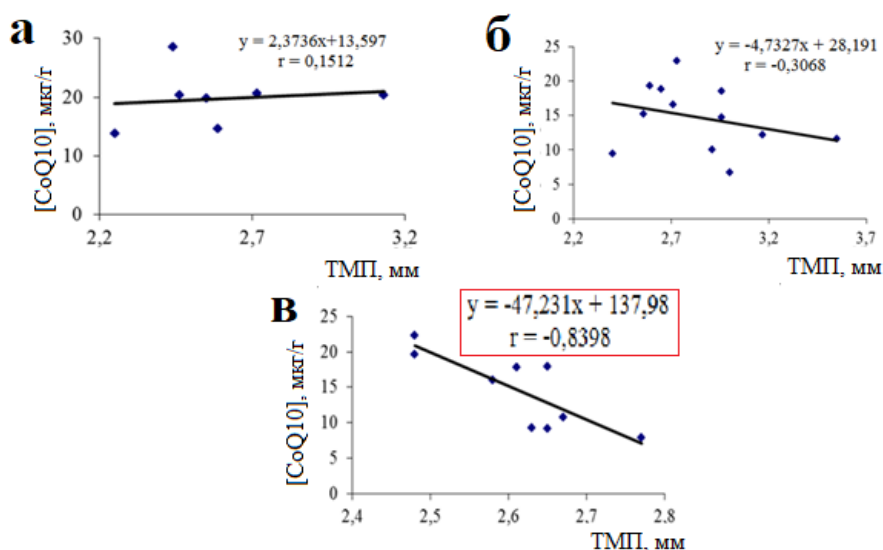 а
y = 2,3736x+13,597
r = 0,1512
[CoQ10], мкг/г
30
20
10
0
2,2 2,7 3,2
ТМП, мм
б
y = -4,7327x + 28,191
r = -0,3068
[CoQ10], мкг/г
25
20
15
10
5
0
2,2 2,7 3,2 3,7
ТМП, мм
в
y = -47,231x + 137,98
r = -0,8398
[CoQ10], мкг/г
25
20
15
10
5
0
2,4 2,5 2,6 2,7 2,8
ТМП, мм